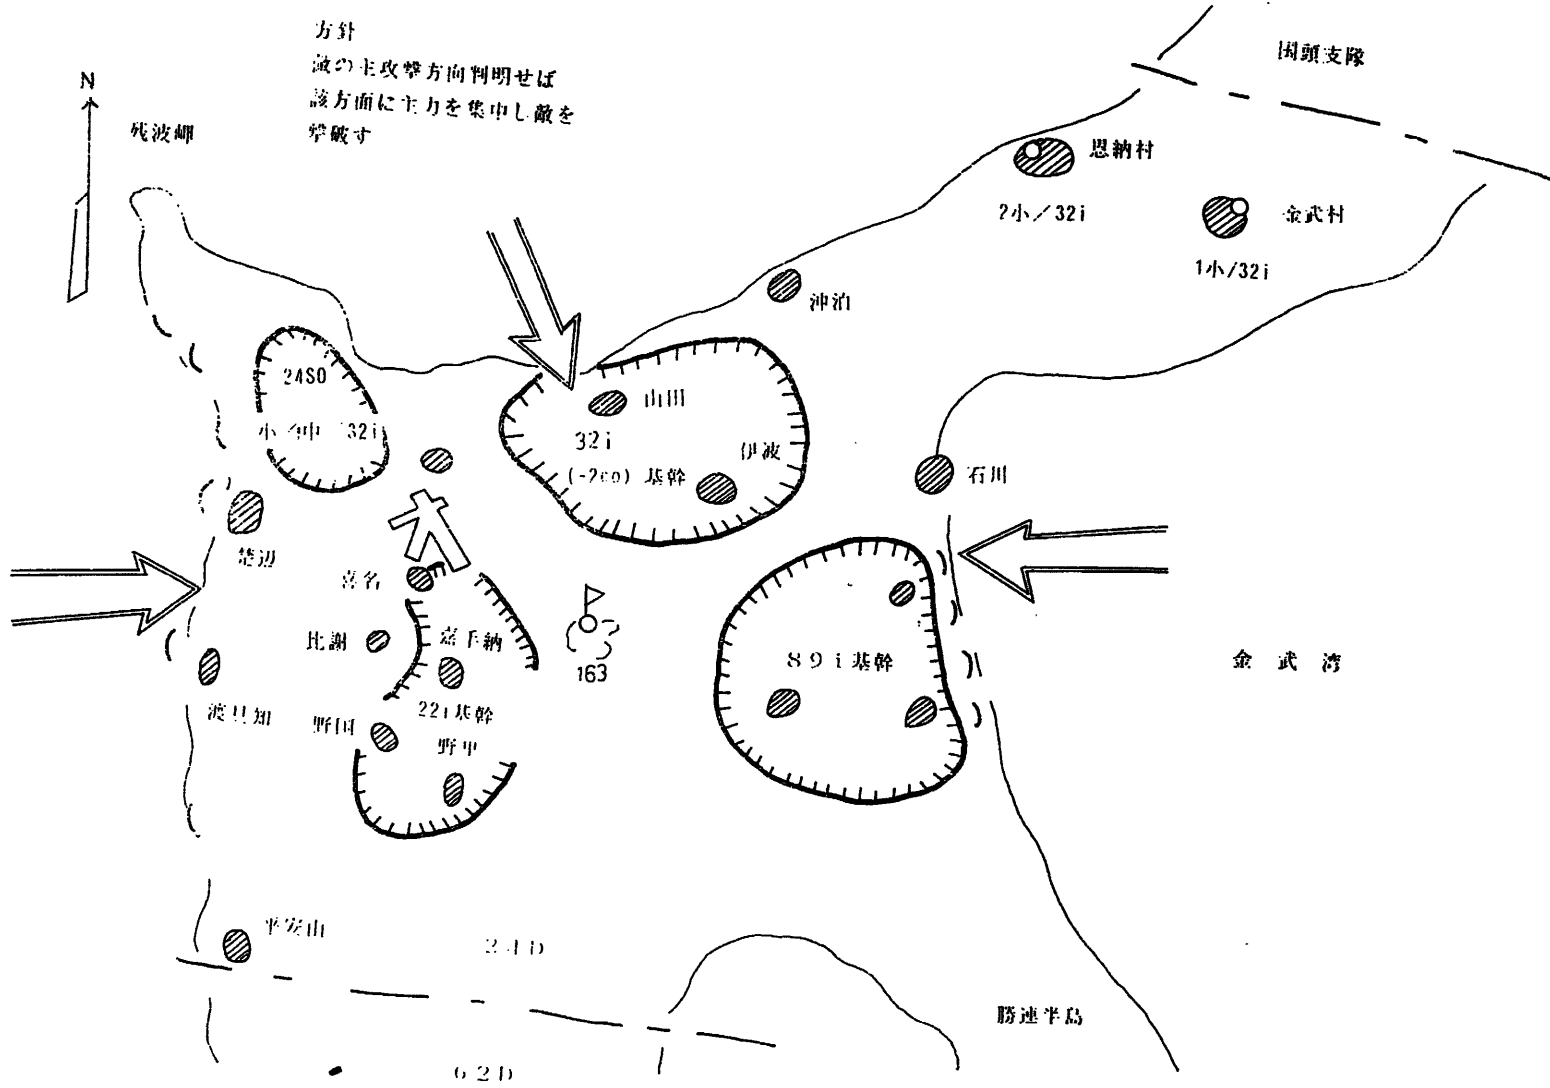 方針
敵の主攻撃方向判明せば
該方面に主力を集中し敵を
撃破す
N
残波岬
国頭支隊
恩納村
2小／32i
金武村
1小/32i
沖泊
24SO
32i
山田
32i
伊波
(-2co) 基幹
石川
楚辺
喜名
比謝
嘉手納
163
89i基幹
金武湾
渡具知
野国
22i基幹
野里
平安山
24D
勝連半島
62D